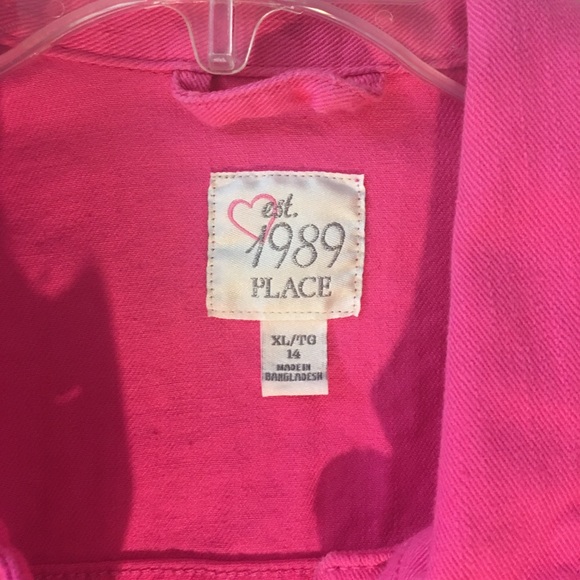 est.
1989
PLACE
XL/TG
14
MADE IN
BANGLADESH